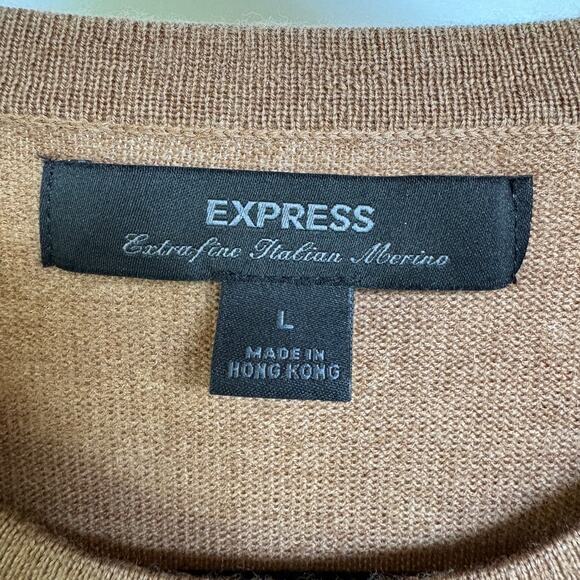 EXPRESS
Extrafine Italian Merino
L
MADE IN
HONG KONG